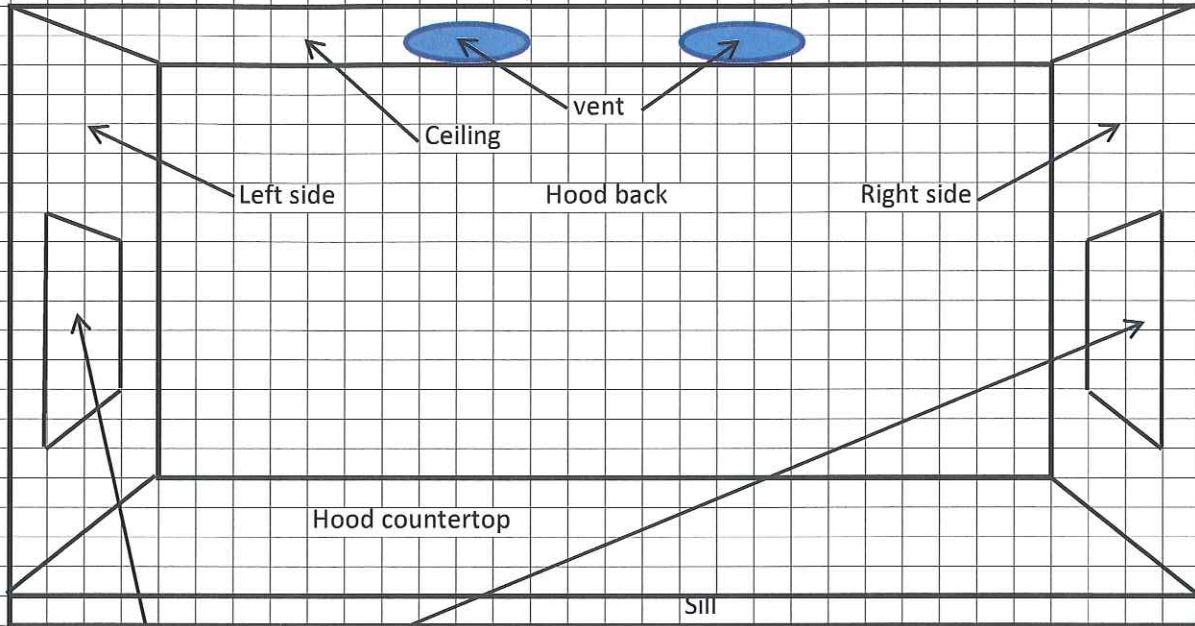 vent
Ceiling
Left side
Hood back
Right side
Hood countertop
Sill